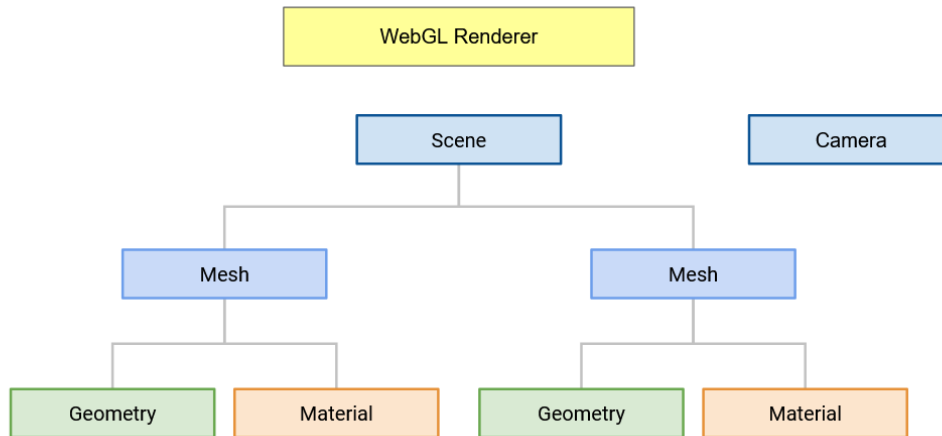 WebGL Renderer
Scene
Camera
Mesh
Mesh
Geometry
Material
Geometry
Material